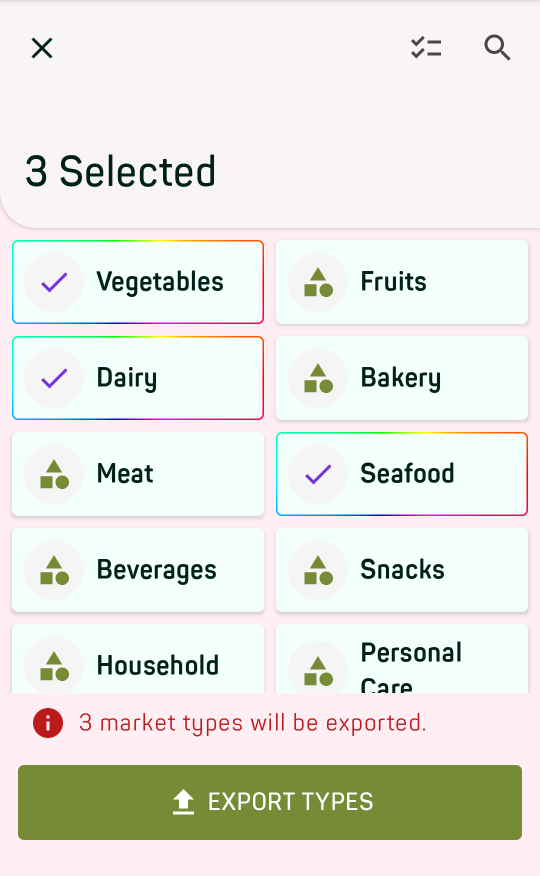 3 Selected
Vegetables
Fruits
Dairy
Bakery
Meat
Seafood
Beverages
Snacks
Household
Personal
Care
3 market types will be exported.
EXPORT TYPES